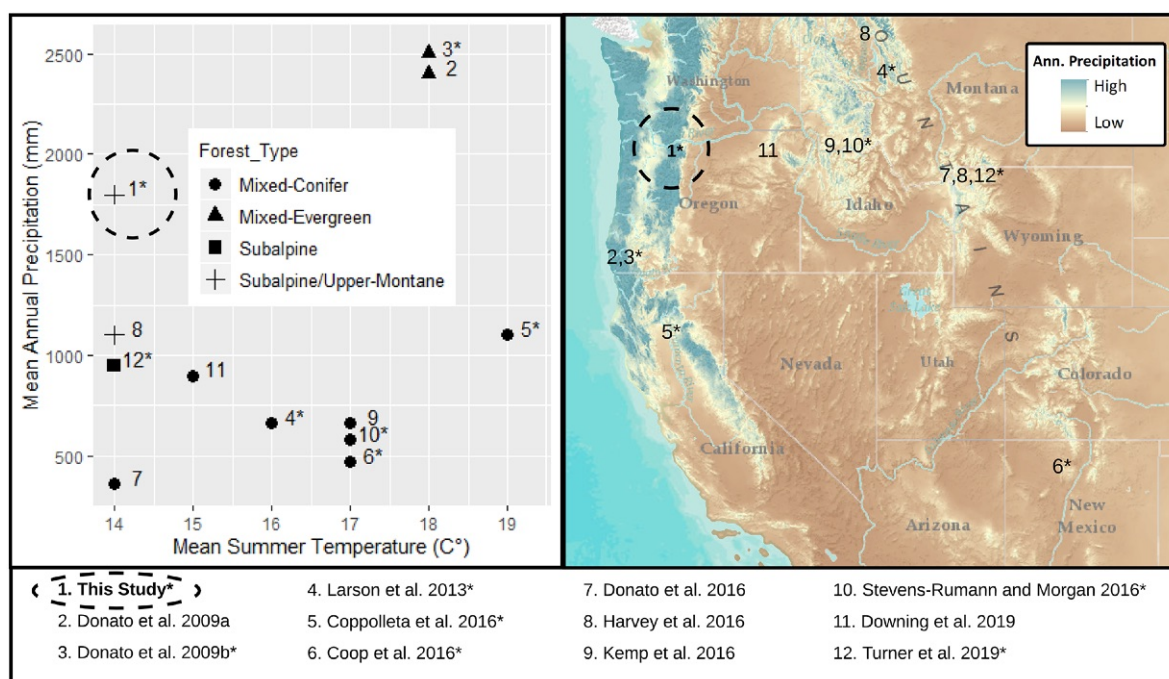 2500
2000
1500
1000
500
Mean Annual Precipitation (mm)
3*
2
1*
Forest_Type
Mixed-Conifer
Mixed-Evergreen
Subalpine
Subalpine/Upper-Montane
8
12*
11
5*
4*
9
10*
6*
7
14 15 16 17 18 19
Mean Summer Temperature (C°)
Ann. Precipitation
High
Low
8
O
4*
U
Washington
Montana
N
1*
11
9,10*
T
7,8,12*
Oregon
Idaho
A
Wyoming
2,3*
I
N
S
5*
Nevada
Utah
Colorado
California
6*
Arizona
New
Mexico
1. This Study*
2. Donato et al. 2009a
3. Donato et al. 2009b*
4. Larson et al. 2013*
5. Coppolleta et al. 2016*
6. Coop et al. 2016*
7. Donato et al. 2016
8. Harvey et al. 2016
9. Kemp et al. 2016
10. Stevens-Rumann and Morgan 2016*
11. Downing et al. 2019
12. Turner et al. 2019*